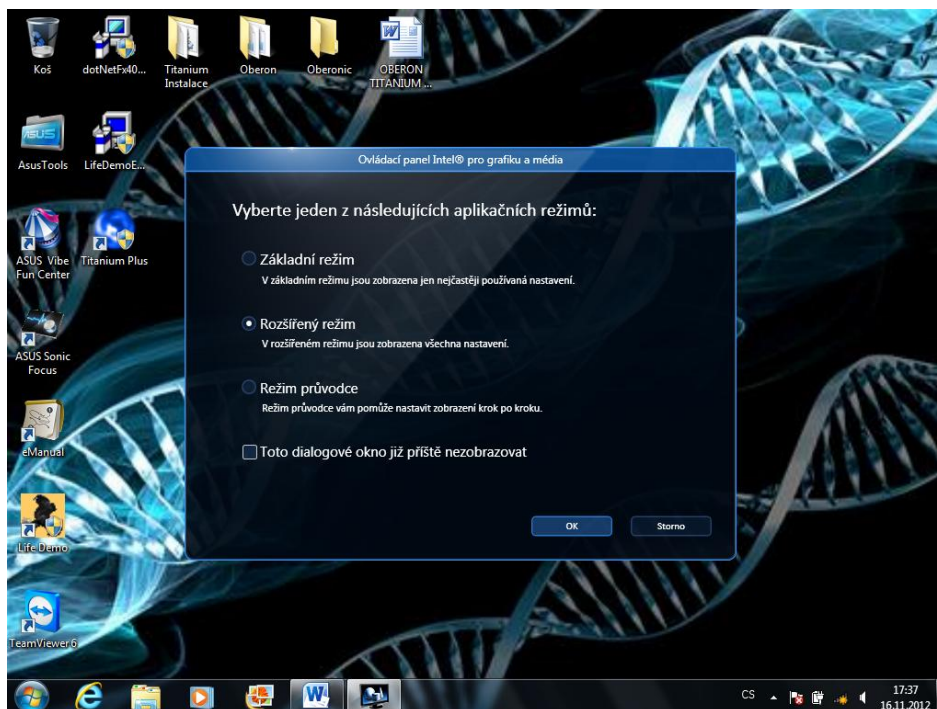 Koš
dotNetFx40...
Titanium
Instalace
Oberon
Oberonic
OBERON
TITANIUM ...
ASUS
AsusTools
LifeDemoE...
ASUS Vibe
Fun Center
Titanium Plus
ASUS Sonic
Focus
eManual
Life Demo
TeamViewer 6
Ovládací panel Intel® pro grafiku a média
Vyberte jeden z následujících aplikačních režimů:
Základní režim
V základním režimu jsou zobrazena jen nejčastěji používaná nastavení.
Rozšířený režim
V rozšířeném režimu jsou zobrazena všechna nastavení.
Režim průvodce
Režim průvodce vám pomůže nastavit zobrazení krok po kroku.
Toto dialogové okno již příště nezobrazovat
OK
Storno
CS
17:37
16.11.2012